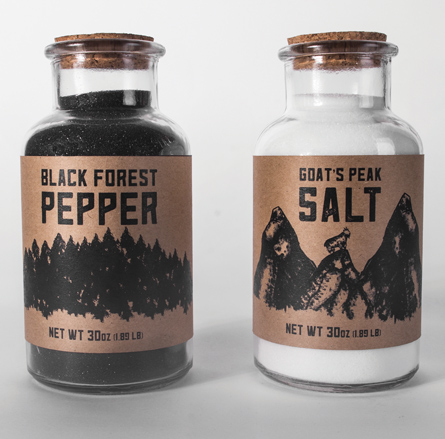 BLACK FOREST
PEPPER
NET WT 30OZ (1.89 LB)
GOAT'S PEAK
SALT
NET WT 30OZ (1.89 LB)